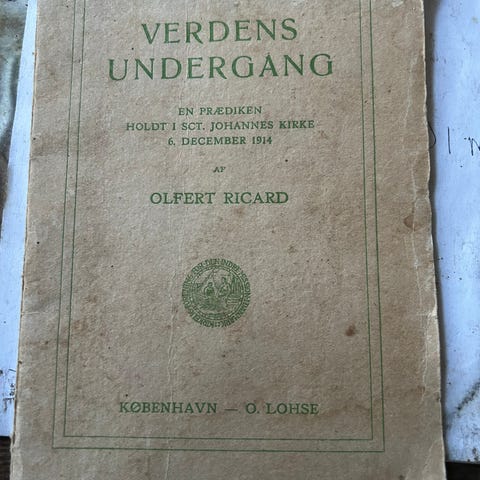 VERDENS
UNDERGANG
EN PRÆDIKEN
HOLDT I SCT. JOHANNES KIRKE
6. DECEMBER 1914
AF
OLFERT RICARD
KØBENHAVN — O. LOHSE